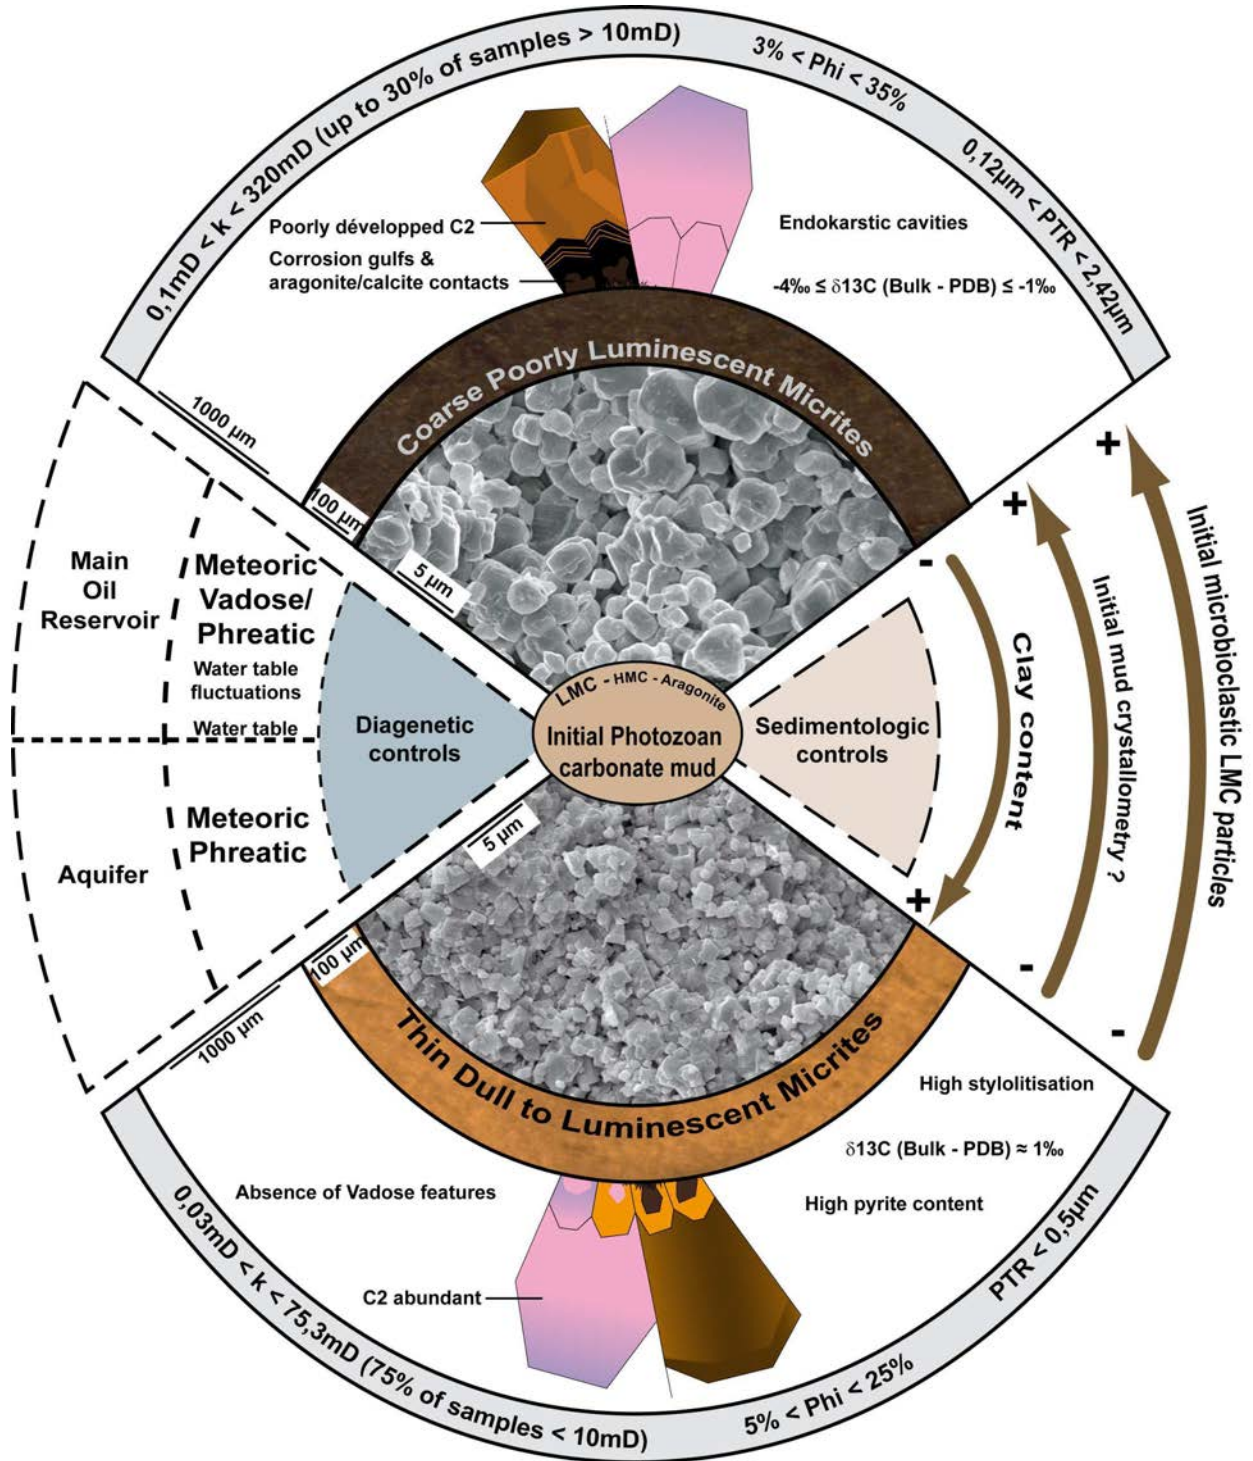 0,1mD < k < 320mD (up to 30% of samples > 10mD)
3% < Phi < 35%
0,12µm < PTR < 2,42µm
Poorly développed C2
Corrosion gulfs &
aragonite/calcite contacts
Endokarstic cavities
-4‰ ≤ δ13C (Bulk - PDB) ≤ -1‰
Coarse Poorly Luminescent Micrites
1000 µm
100 µm
5 µm
Main
Oil
Reservoir
Meteoric
Vadose/
Phreatic
Water table
fluctuations
Water table
Diagenetic
controls
LMC - HMC - Aragonite
Initial Photozoan
carbonate mud
Sedimentologic
controls
-
+
+
Clay content
Initial mud crystallometry ?
Initial microbioclastic LMC particles
+
-
-
Aquifer
Meteoric
Phreatic
5 µm
100 µm
1000 µm
Thin Dull to Luminescent Micrites
High stylolitisation
δ13C (Bulk - PDB) ≈ 1‰
High pyrite content
Absence of Vadose features
C2 abundant
0,03mD < k < 75,3mD (75% of samples < 10mD)
5% < Phi < 25%
PTR < 0,5µm